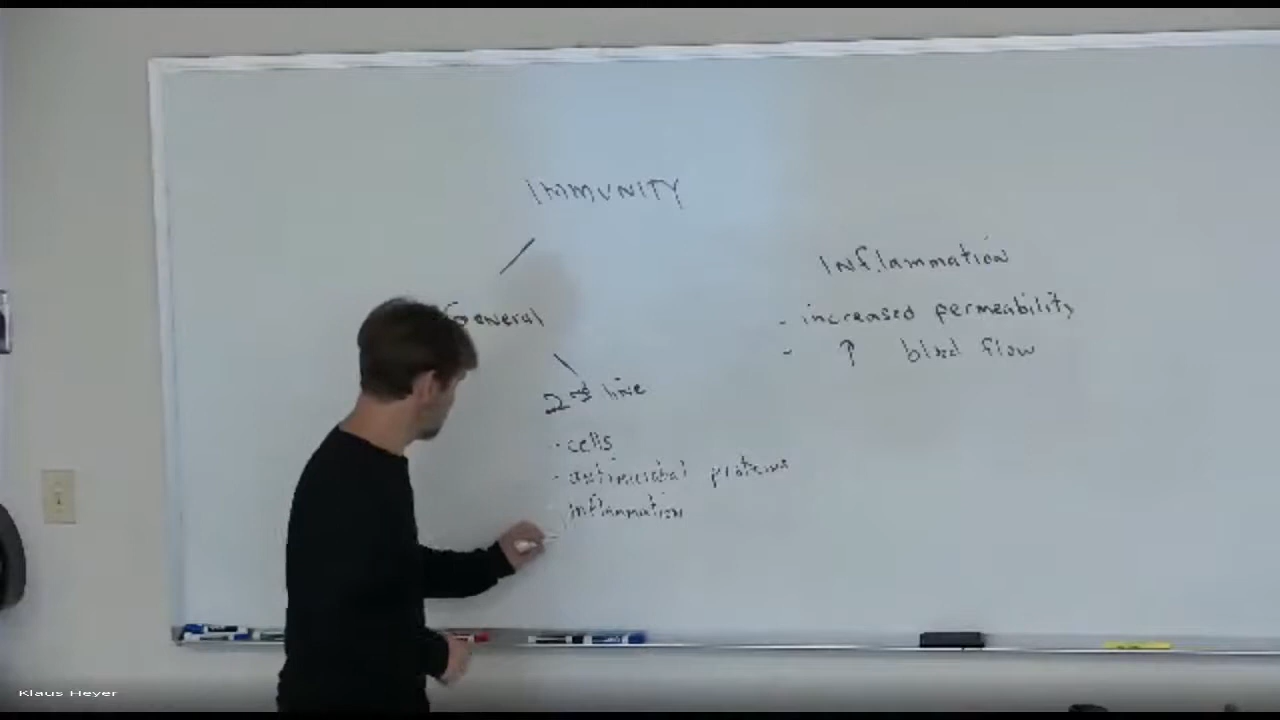 IMMUNITY
General
2nd line
- cells
- antimicrobial proteins
inflammation
Inflammation
- increased permeability
- ↑ blood flow
Klaus Heyer